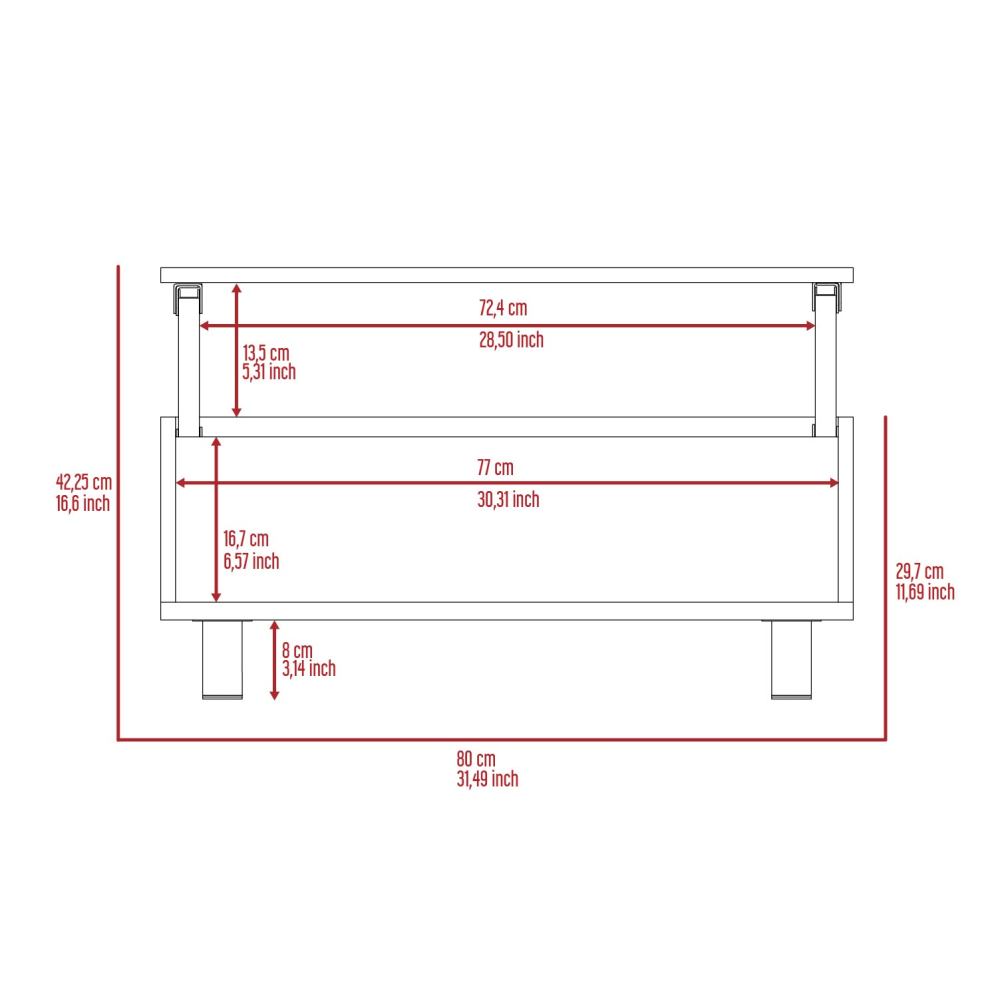 72,4 cm
28,50 inch
13,5 cm
5,31 inch
77 cm
30,31 inch
42,25 cm
16,6 inch
16,7 cm
6,57 inch
29,7 cm
11,69 inch
8 cm
3,14 inch
80 cm
31,49 inch